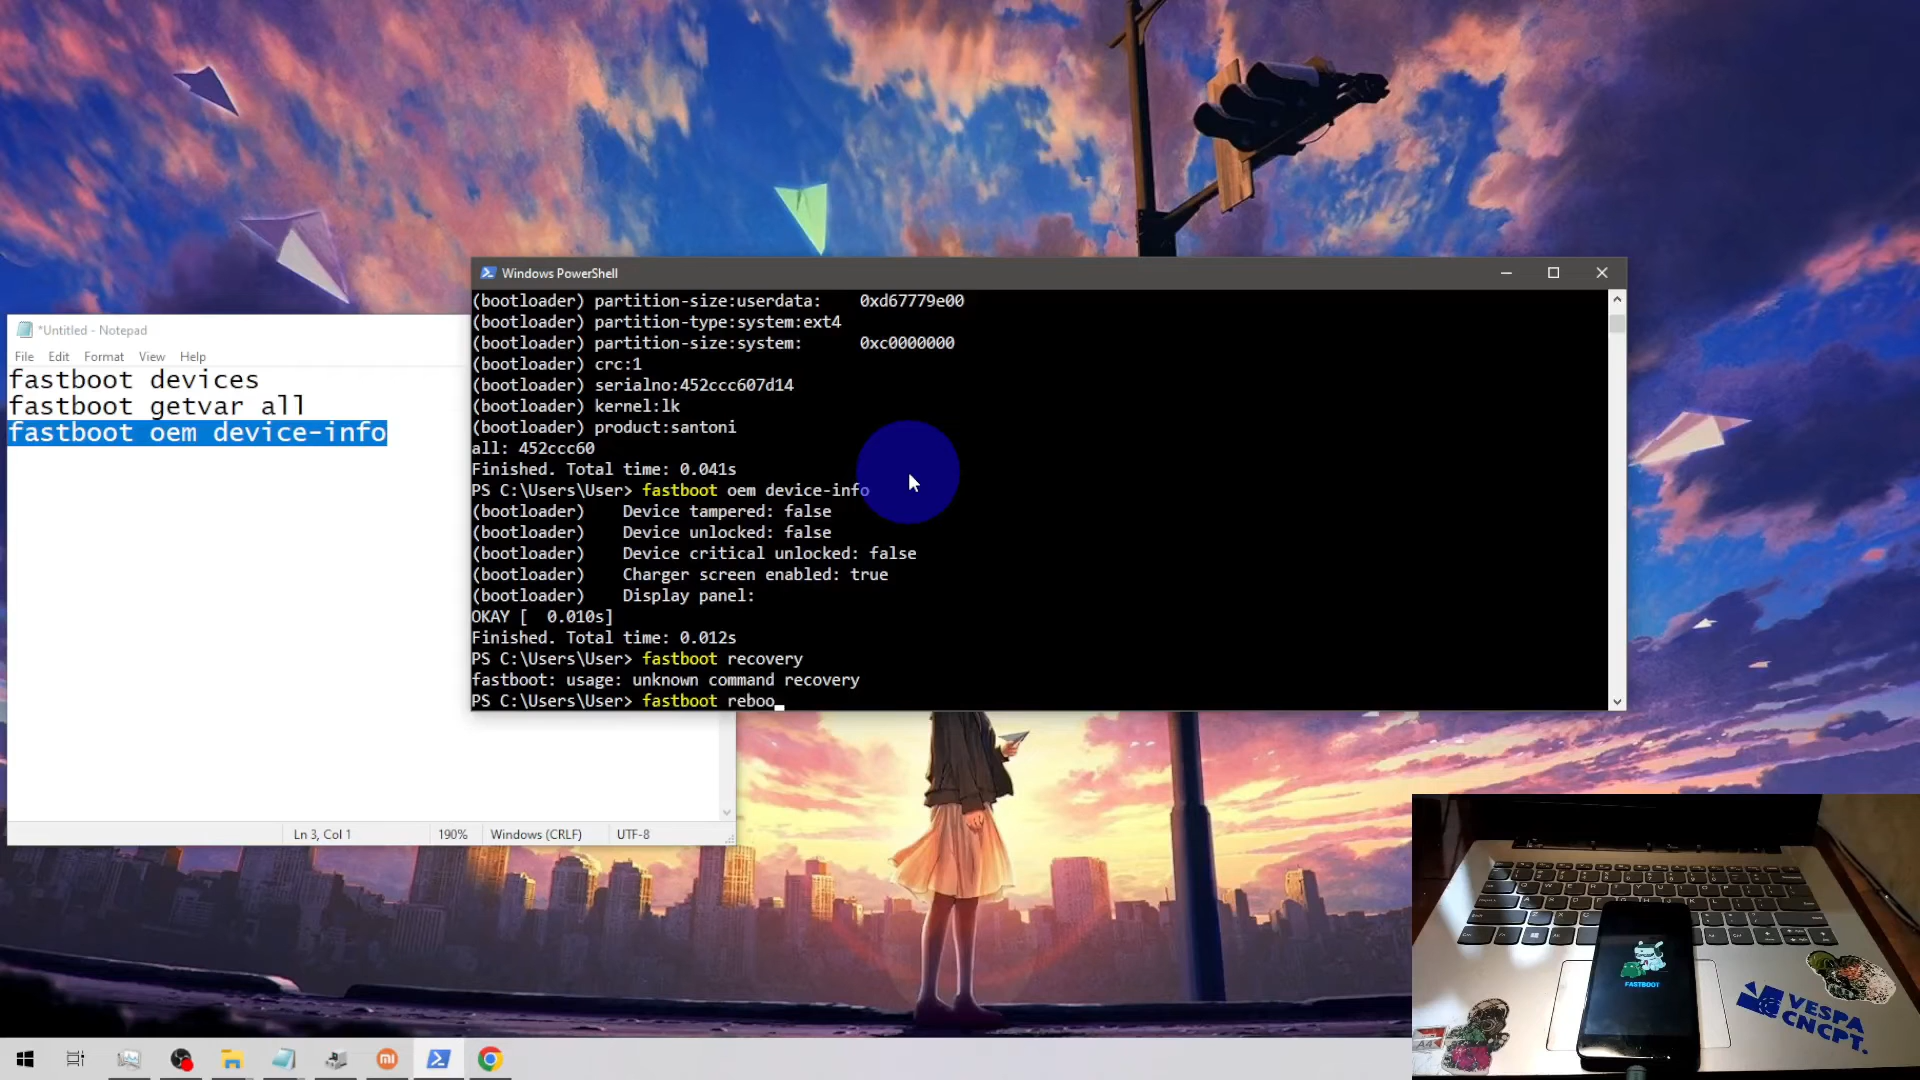 *Untitled - Notepad
File Edit Format View Help
fastboot devices
fastboot getvar all
fastboot oem device-info
Ln 3, Col 1
190%
Windows (CRLF)
UTF-8
Windows PowerShell
(bootloader) partition-size:userdata: 0xd67779e00
(bootloader) partition-type:system:ext4
(bootloader) partition-size:system: 0xc0000000
(bootloader) crc:1
(bootloader) serialno:452ccc607d14
(bootloader) kernel:lk
(bootloader) product:santoni
all: 452ccc60
Finished. Total time: 0.041s
PS C:\Users\User> fastboot oem device-info
(bootloader) Device tampered: false
(bootloader) Device unlocked: false
(bootloader) Device critical unlocked: false
(bootloader) Charger screen enabled: true
(bootloader) Display panel:
OKAY [ 0.010s]
Finished. Total time: 0.012s
PS C:\Users\User> fastboot recovery
fastboot: usage: unknown command recovery
PS C:\Users\User> fastboot reboo_
FASTBOOT
VESPA
CNCPT.
A4
mi